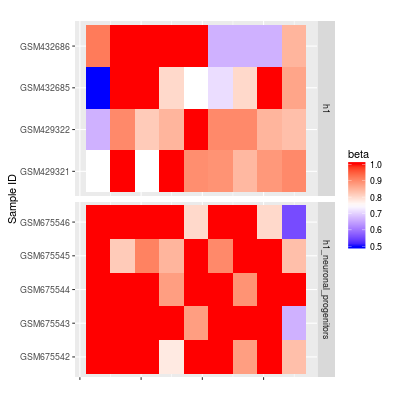 GSM432686
GSM432685
GSM429322
GSM429321
h1
GSM675546
GSM675545
GSM675544
GSM675543
GSM675542
h1_neuronal_progenitors
Sample ID
beta
1.0
0.9
0.8
0.7
0.6
0.5